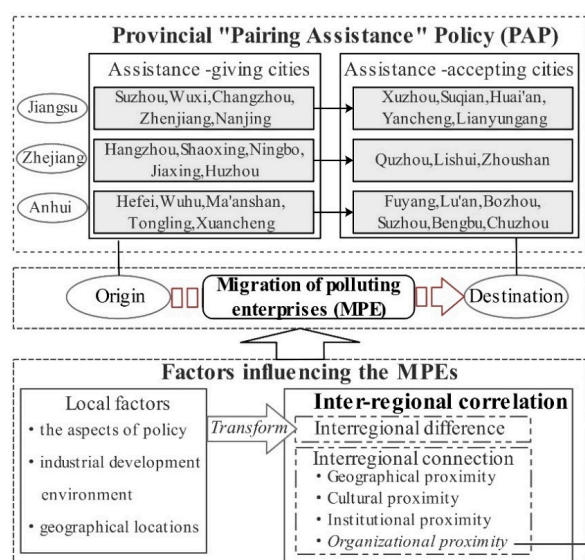 Provincial "Pairing Assistance" Policy (PAP)
Assistance -giving cities
Assistance -accepting cities
Jiangsu
Suzhou,Wuxi,Changzhou,
Zhenjiang,Nanjing
Xuzhou,Suqian,Huai'an,
Yancheng,Lianyungang
Zhejiang
Hangzhou,Shaoxing,Ningbo,
Jiaxing,Huzhou
Quzhou,Lishui,Zhoushan
Anhui
Hefei,Wuhu,Ma'anshan,
Tongling,Xuancheng
Fuyang,Lu'an,Bozhou,
Suzhou,Bengbu,Chuzhou
Origin
Migration of polluting
enterprises (MPE)
Destination
Factors influencing the MPEs
Local factors
• the aspects of policy
• industrial development
environment
• geographical locations
Transform
Inter-regional correlation
Interregional difference
Interregional connection
• Geographical proximity
• Cultural proximity
• Institutional proximity
• Organizational proximity